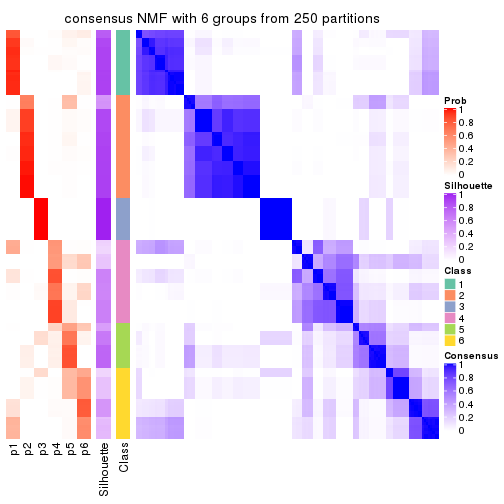 consensus NMF with 6 groups from 250 partitions
Prob
1
0.8
0.6
0.4
0.2
0
Silhouette
1
0.8
0.6
0.4
0.2
0
Class
1
2
3
4
5
6
Consensus
1
0.8
0.6
0.4
0.2
0
p1
p2
p3
p4
p5
p6
Silhouette
Class